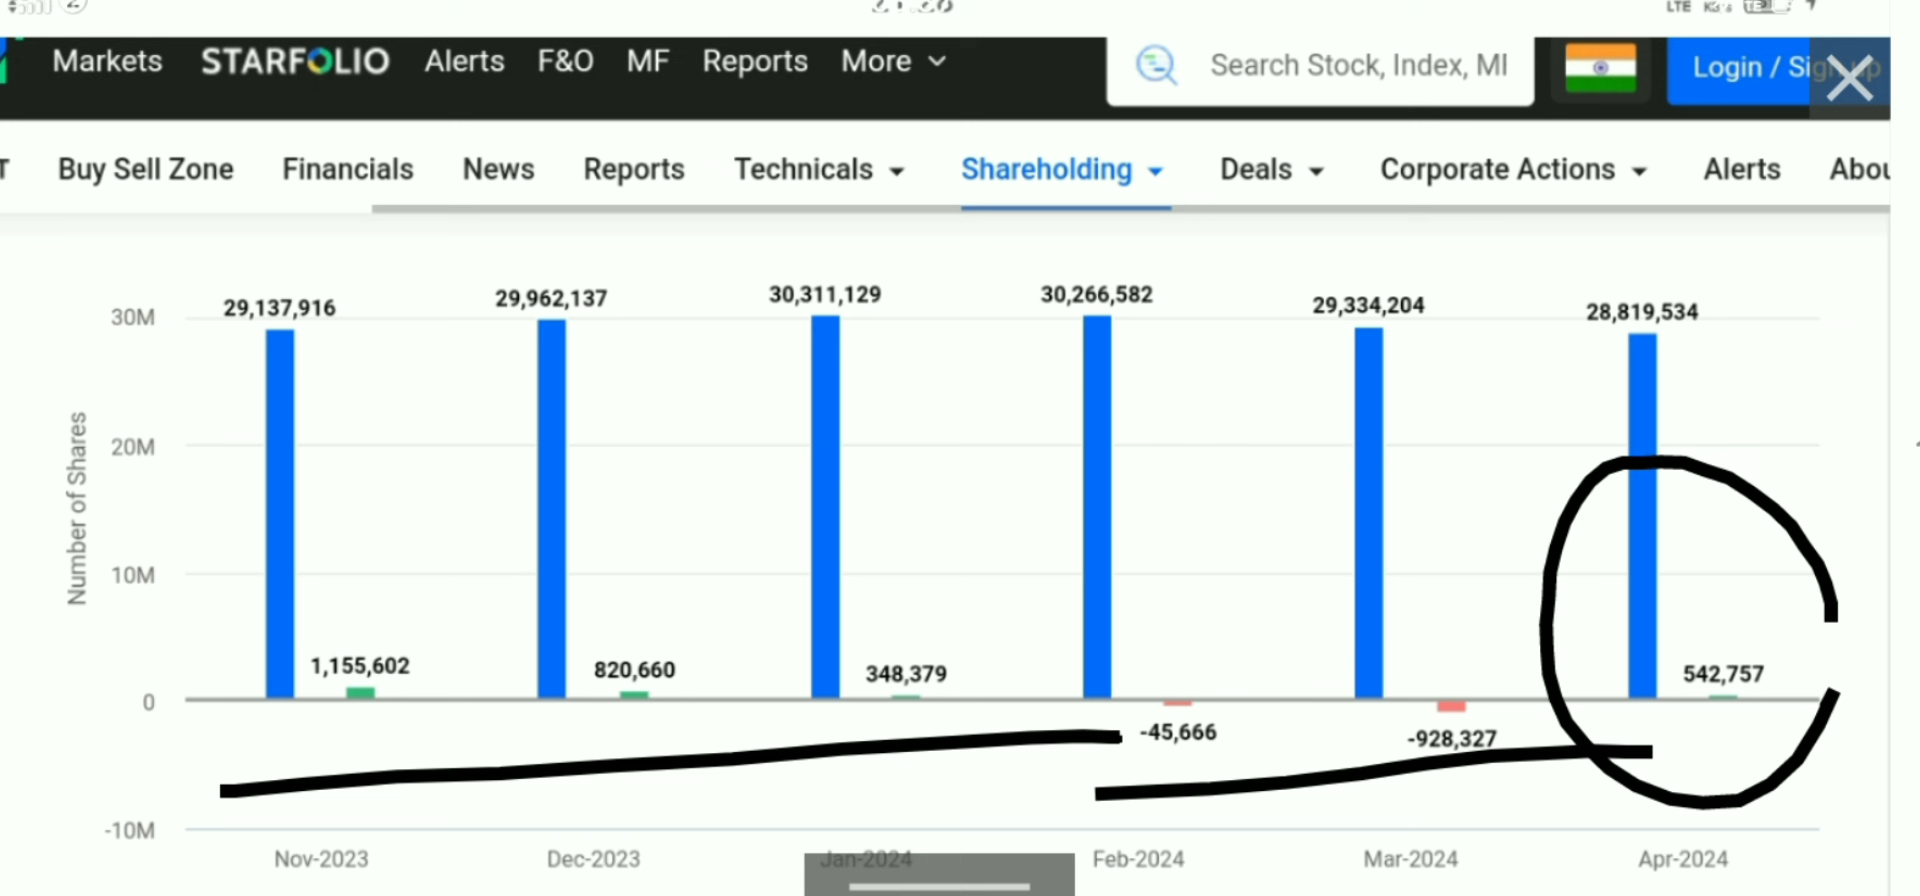 Markets STARFOLIO Alerts F&O MF Reports More Search Stock, Index, MI Login / Sign up
Buy Sell Zone Financials News Reports Technicals Shareholding Deals Corporate Actions Alerts Abou
29,137,916 29,962,137 30,311,129 30,266,582 29,334,204 28,819,534
30M
20M
Number of Shares
10M
1,155,602 820,660 348,379 542,757
0
-45,666 -928,327
-10M
Nov-2023 Dec-2023 Jan-2024 Feb-2024 Mar-2024 Apr-2024